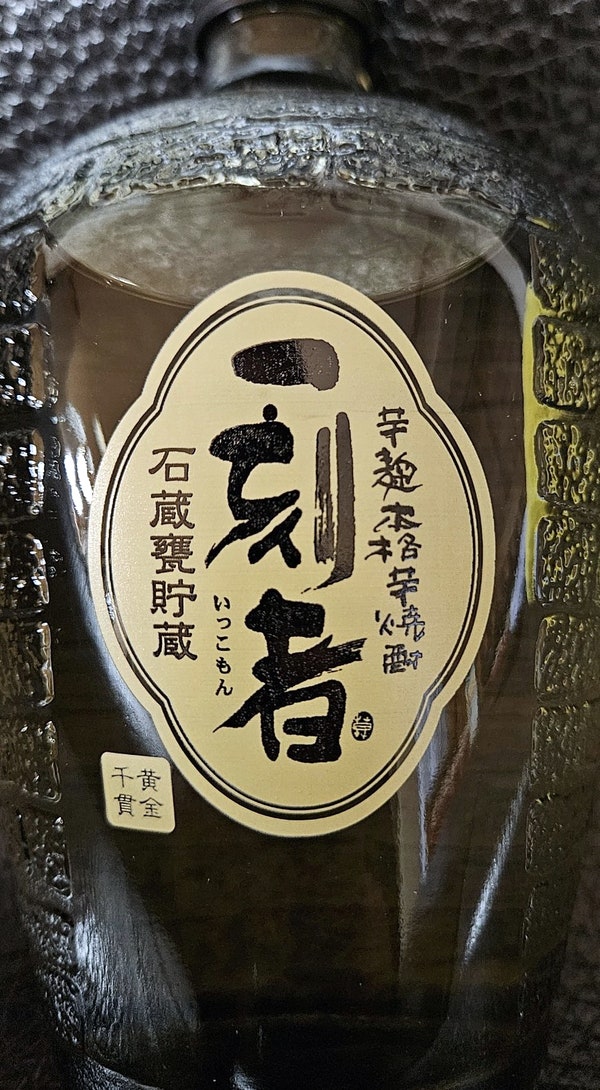 芋麹本格芋焼酎
一刻者
いっこもん
石蔵甕貯蔵
黄金
千貫